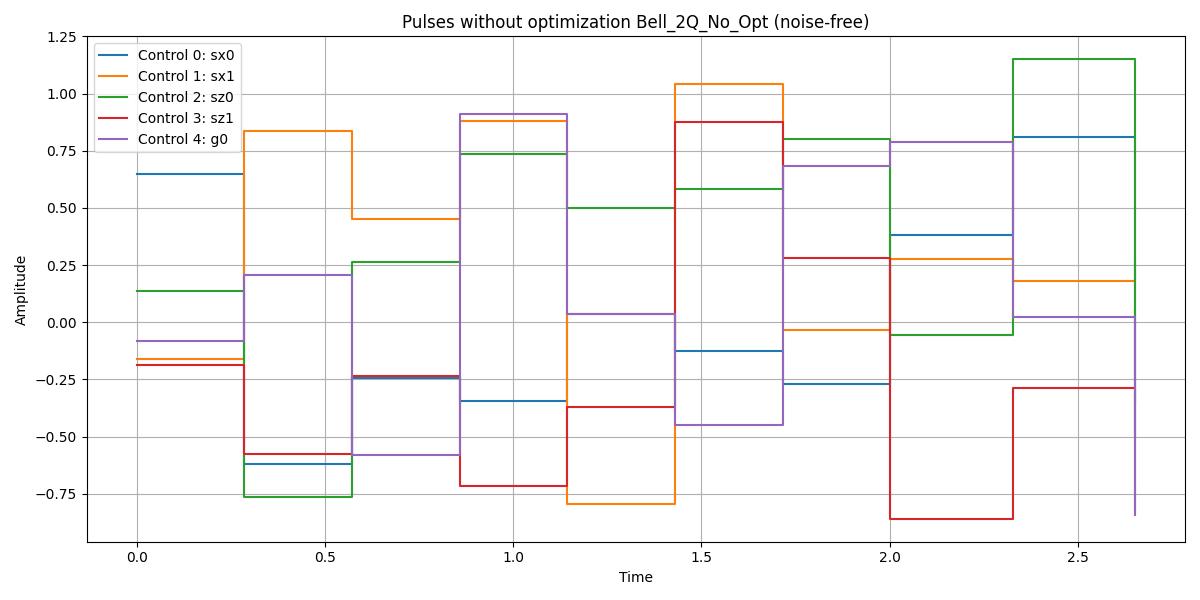 Pulses without optimization Bell_2Q_No_Opt (noise-free)
Control 0: sx0
Control 1: sx1
Control 2: sz0
Control 3: sz1
Control 4: g0
Amplitude
1.25
1.00
0.75
0.50
0.25
0.00
−0.25
−0.50
−0.75
0.0 0.5 1.0 1.5 2.0 2.5
Time